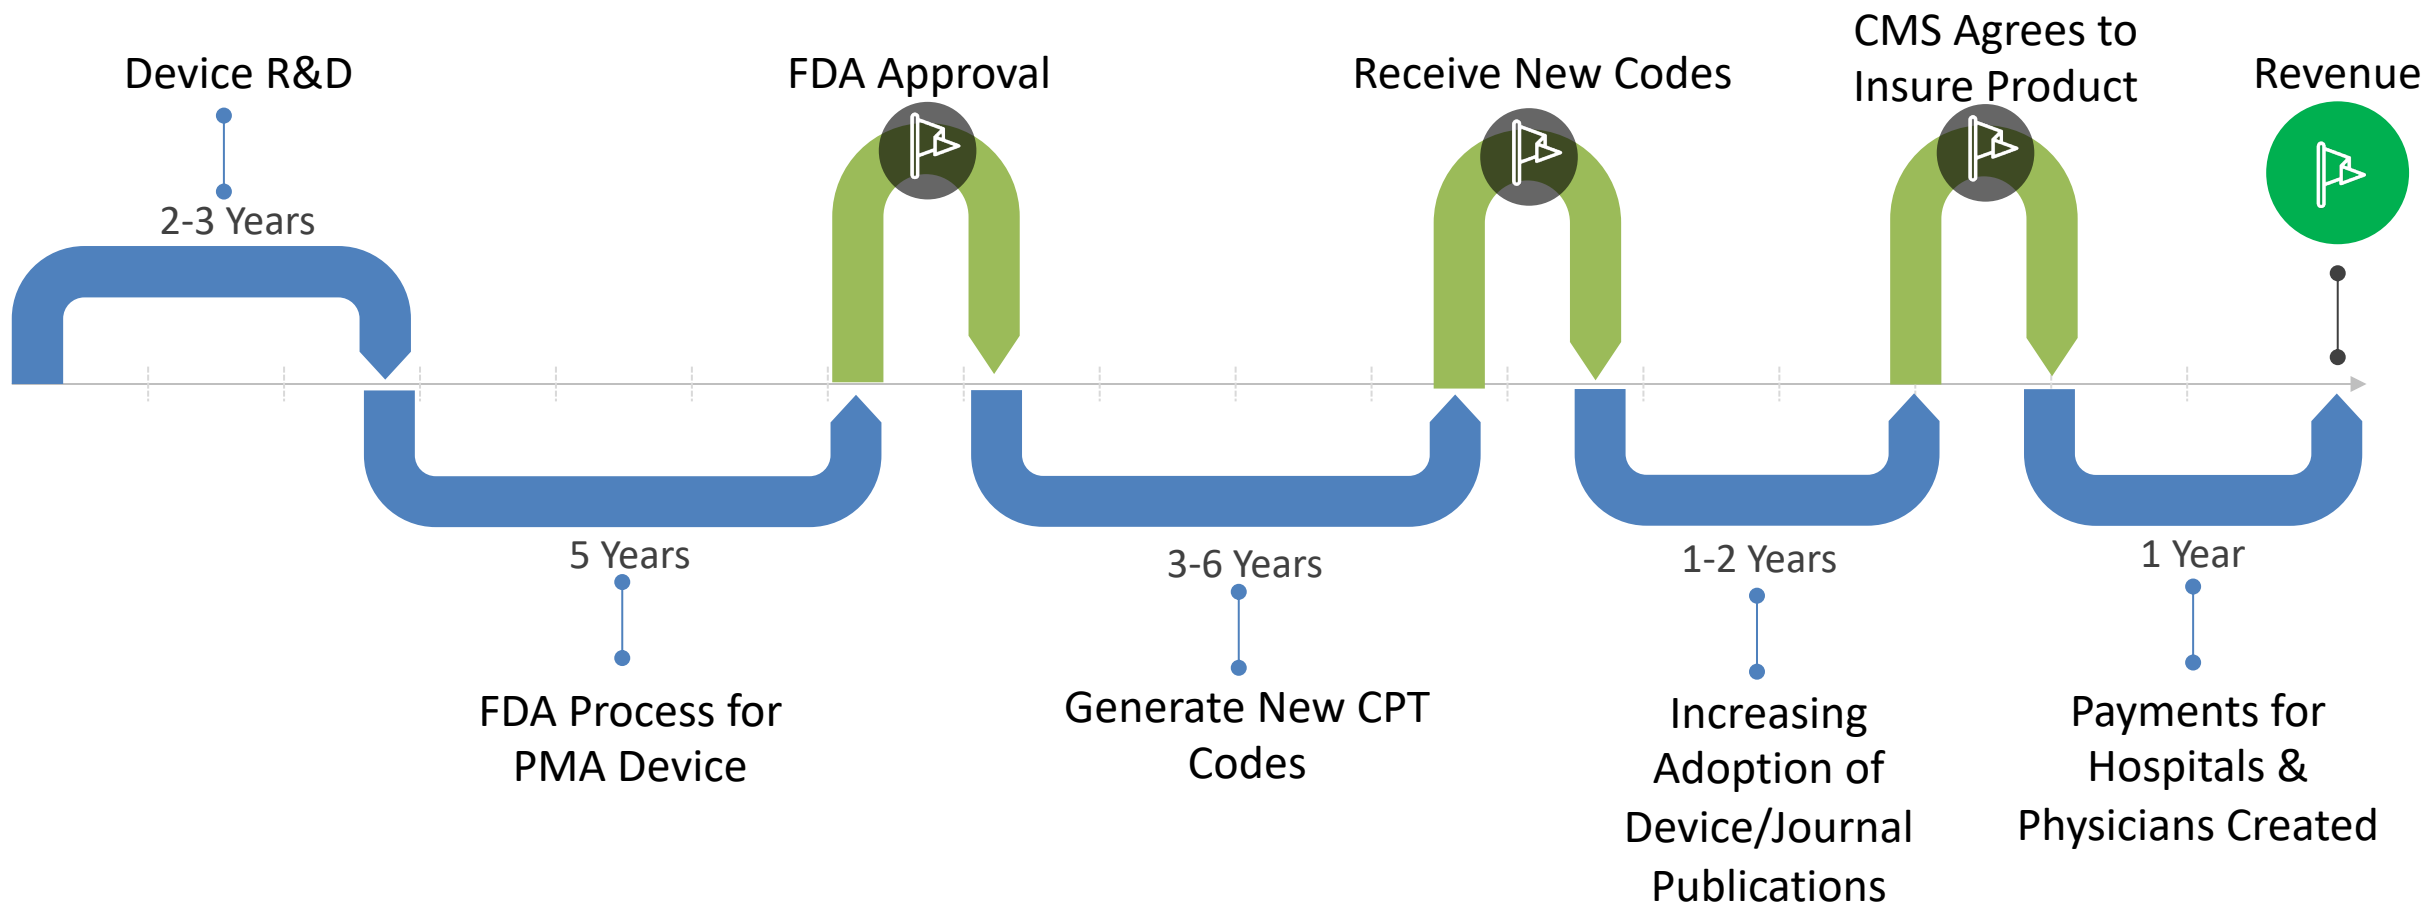 Device R&D
2-3 Years
FDA Approval
Receive New Codes
CMS Agrees to
Insure Product
Revenue
5 Years
FDA Process for
PMA Device
3-6 Years
Generate New CPT
Codes
1-2 Years
Increasing
Adoption of
Device/Journal
Publications
1 Year
Payments for
Hospitals &
Physicians Created